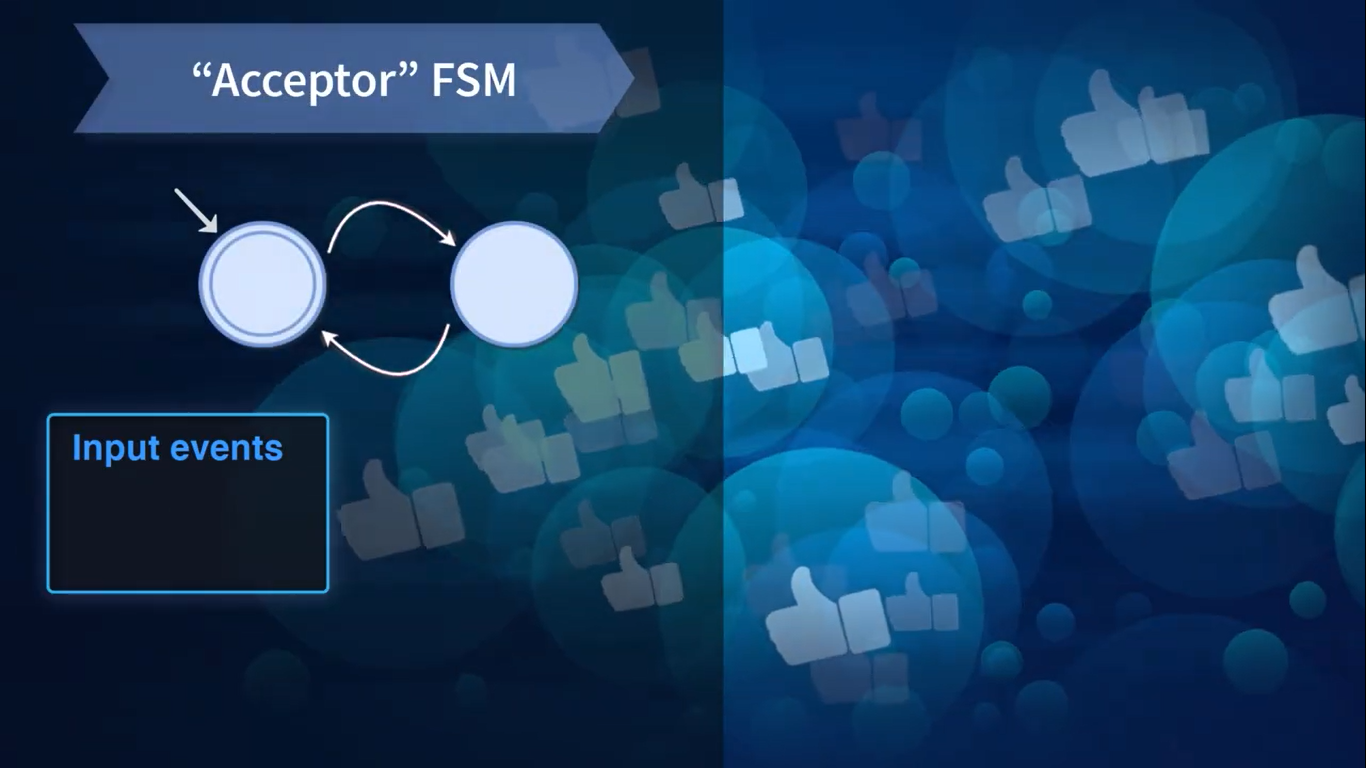 “Acceptor” FSM
Input events